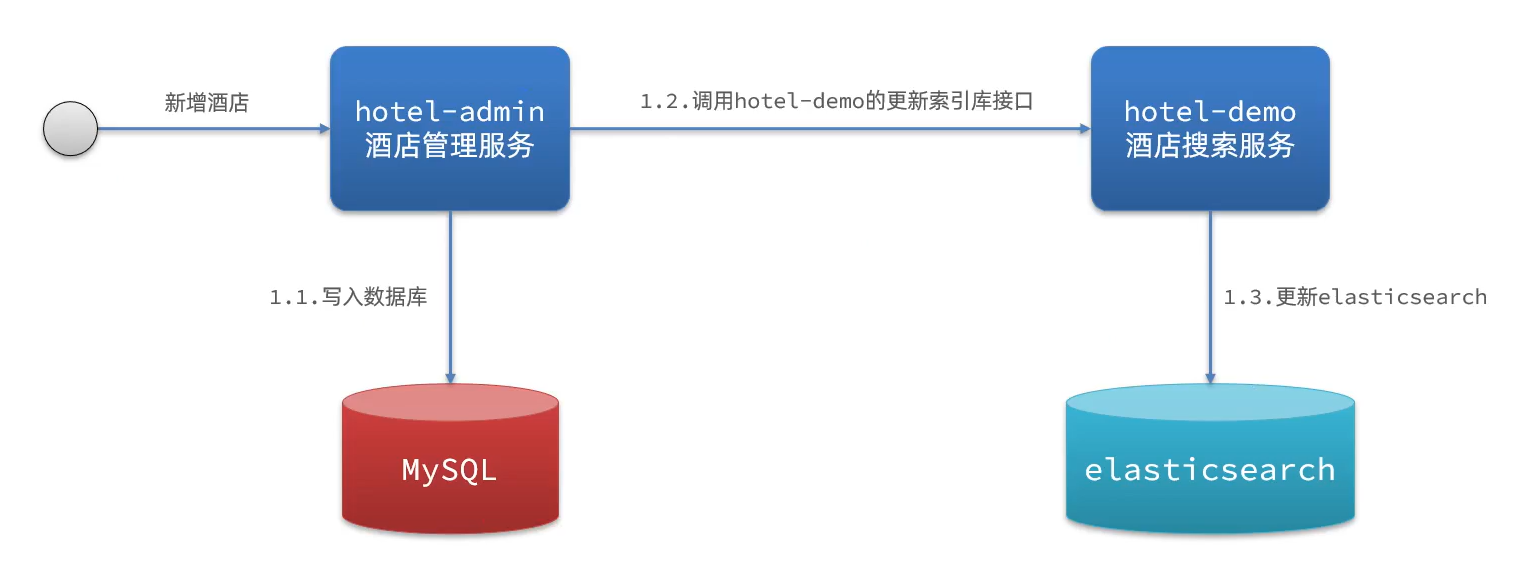 新增酒店
hotel-admin
酒店管理服务
1.2.调用hotel-demo的更新索引库接口
hotel-demo
酒店搜索服务
1.1.写入数据库
1.3.更新elasticsearch
MySQL
elasticsearch